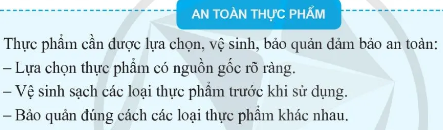 AN TOÀN THỰC PHẨM
Thực phẩm cần được lựa chọn, vệ sinh, bảo quản đảm bảo an toàn:
– Lựa chọn thực phẩm có nguồn gốc rõ ràng.
– Vệ sinh sạch các loại thực phẩm trước khi sử dụng.
– Bảo quản đúng cách các loại thực phẩm khác nhau.